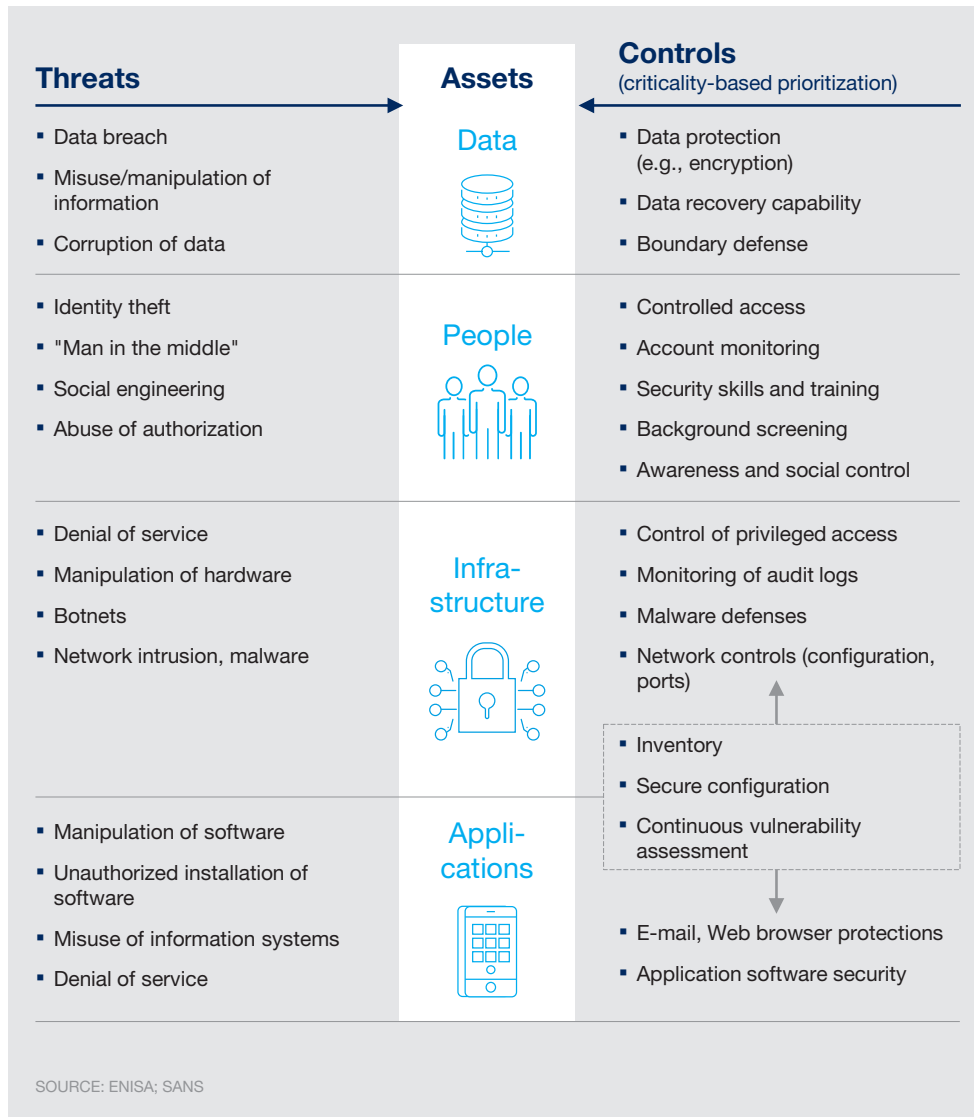 Threats
Assets
Controls
(criticality-based prioritization)
▪ Data breach
▪ Misuse/manipulation of
information
▪ Corruption of data
Data
▪ Data protection
(e.g., encryption)
▪ Data recovery capability
▪ Boundary defense
▪ Identity theft
▪ "Man in the middle"
▪ Social engineering
▪ Abuse of authorization
People
▪ Controlled access
▪ Account monitoring
▪ Security skills and training
▪ Background screening
▪ Awareness and social control
▪ Denial of service
▪ Manipulation of hardware
▪ Botnets
▪ Network intrusion, malware
Infra-
structure
▪ Control of privileged access
▪ Monitoring of audit logs
▪ Malware defenses
▪ Network controls (configuration,
ports)
▪ Inventory
▪ Secure configuration
▪ Continuous vulnerability
assessment
▪ Manipulation of software
▪ Unauthorized installation of
software
▪ Misuse of information systems
▪ Denial of service
Appli-
cations
▪ E-mail, Web browser protections
▪ Application software security
SOURCE: ENISA; SANS